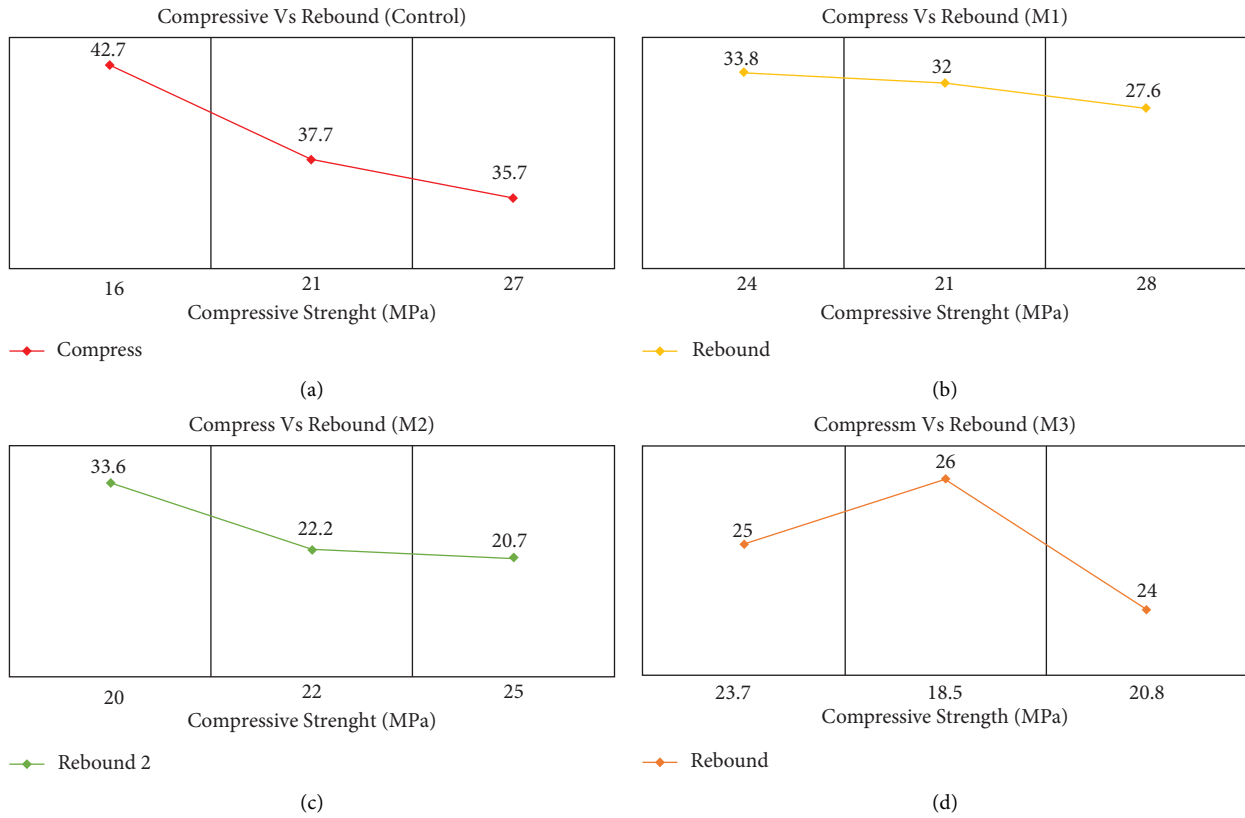 Compressive Vs Rebound (Control)
42.7
37.7
35.7
16 21 27
Compressive Strenght (MPa)
Compress
(a)
Compress Vs Rebound (M1)
33.8
32
27.6
24 21 28
Compressive Strenght (MPa)
Rebound
(b)
Compress Vs Rebound (M2)
33.6
22.2
20.7
20 22 25
Compressive Strenght (MPa)
Rebound 2
(c)
Compressm Vs Rebound (M3)
25
26
24
23.7 18.5 20.8
Compressive Strength (MPa)
Rebound
(d)